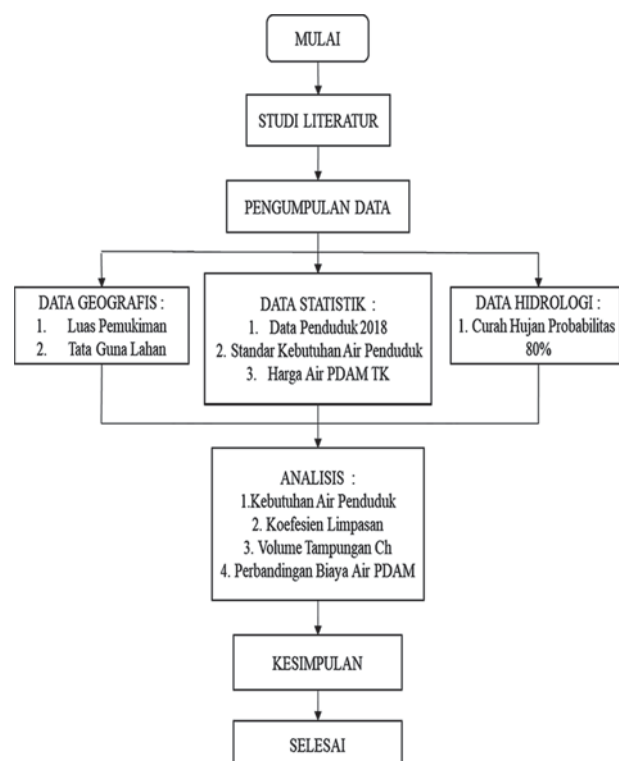 MULAI
STUDI LITERATUR
PENGUMPULAN DATA
DATA GEOGRAFIS :
1. Luas Pemukiman
2. Tata Guna Lahan
DATA STATISTIK :
1. Data Penduduk 2018
2. Standar Kebutuhan Air Penduduk
3. Harga Air PDAM TK
DATA HIDROLOGI :
1. Curah Hujan Probabilitas
80%
ANALISIS :
1.Kebutuhan Air Penduduk
2. Koefesien Limpasan
3. Volume Tampungan Ch
4. Perbandingan Biaya Air PDAM
KESIMPULAN
SELESAI